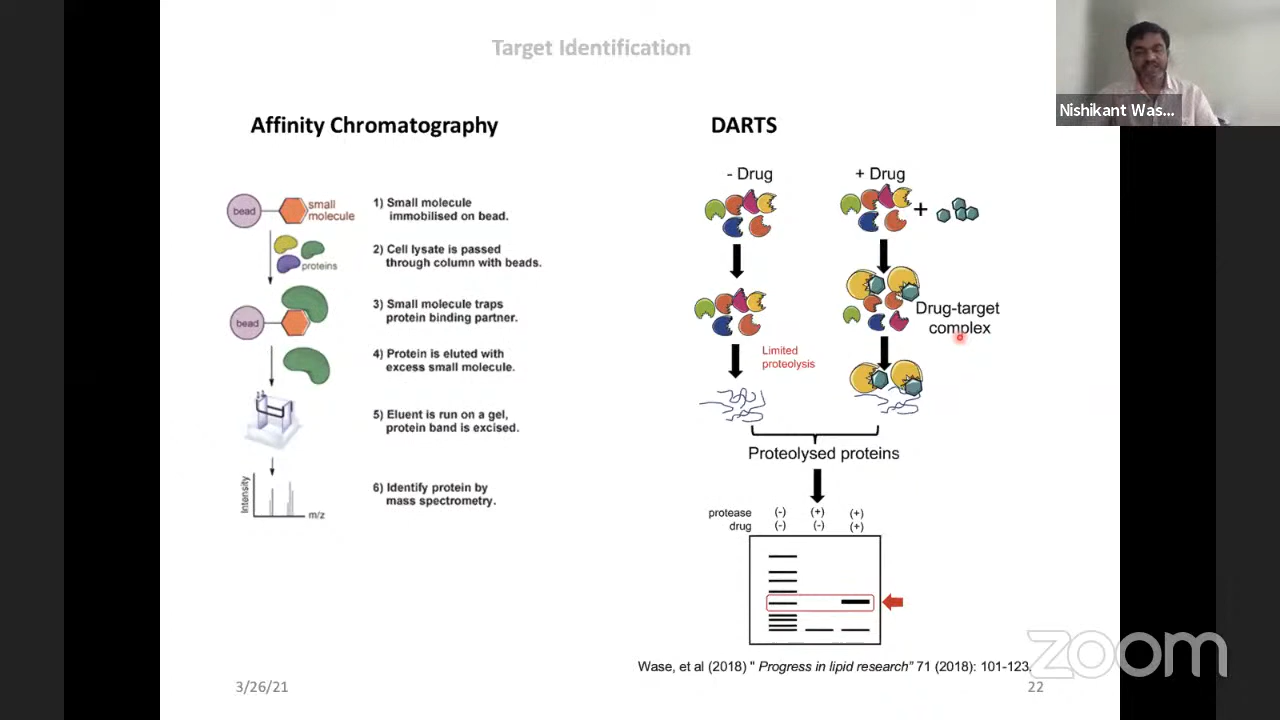 Target Identification
Nishikant Was...
Affinity Chromatography
bead
small
molecule
proteins
bead
Intensity
m/z
1) Small molecule
immobilised on bead.
2) Cell lysate is passed
through column with beads.
3) Small molecule traps
protein binding partner.
4) Protein is eluted with
excess small molecule.
5) Eluent is run on a gel,
protein band is excised.
6) Identify protein by
mass spectrometry.
DARTS
- Drug
+ Drug
+
Drug-target
complex
Limited
proteolysis
Proteolysed proteins
protease (-) (+) (+)
drug (-) (-) (+)
Wase, et al (2018) " Progress in lipid research" 71 (2018): 101-123.
3/26/21
22
zoom